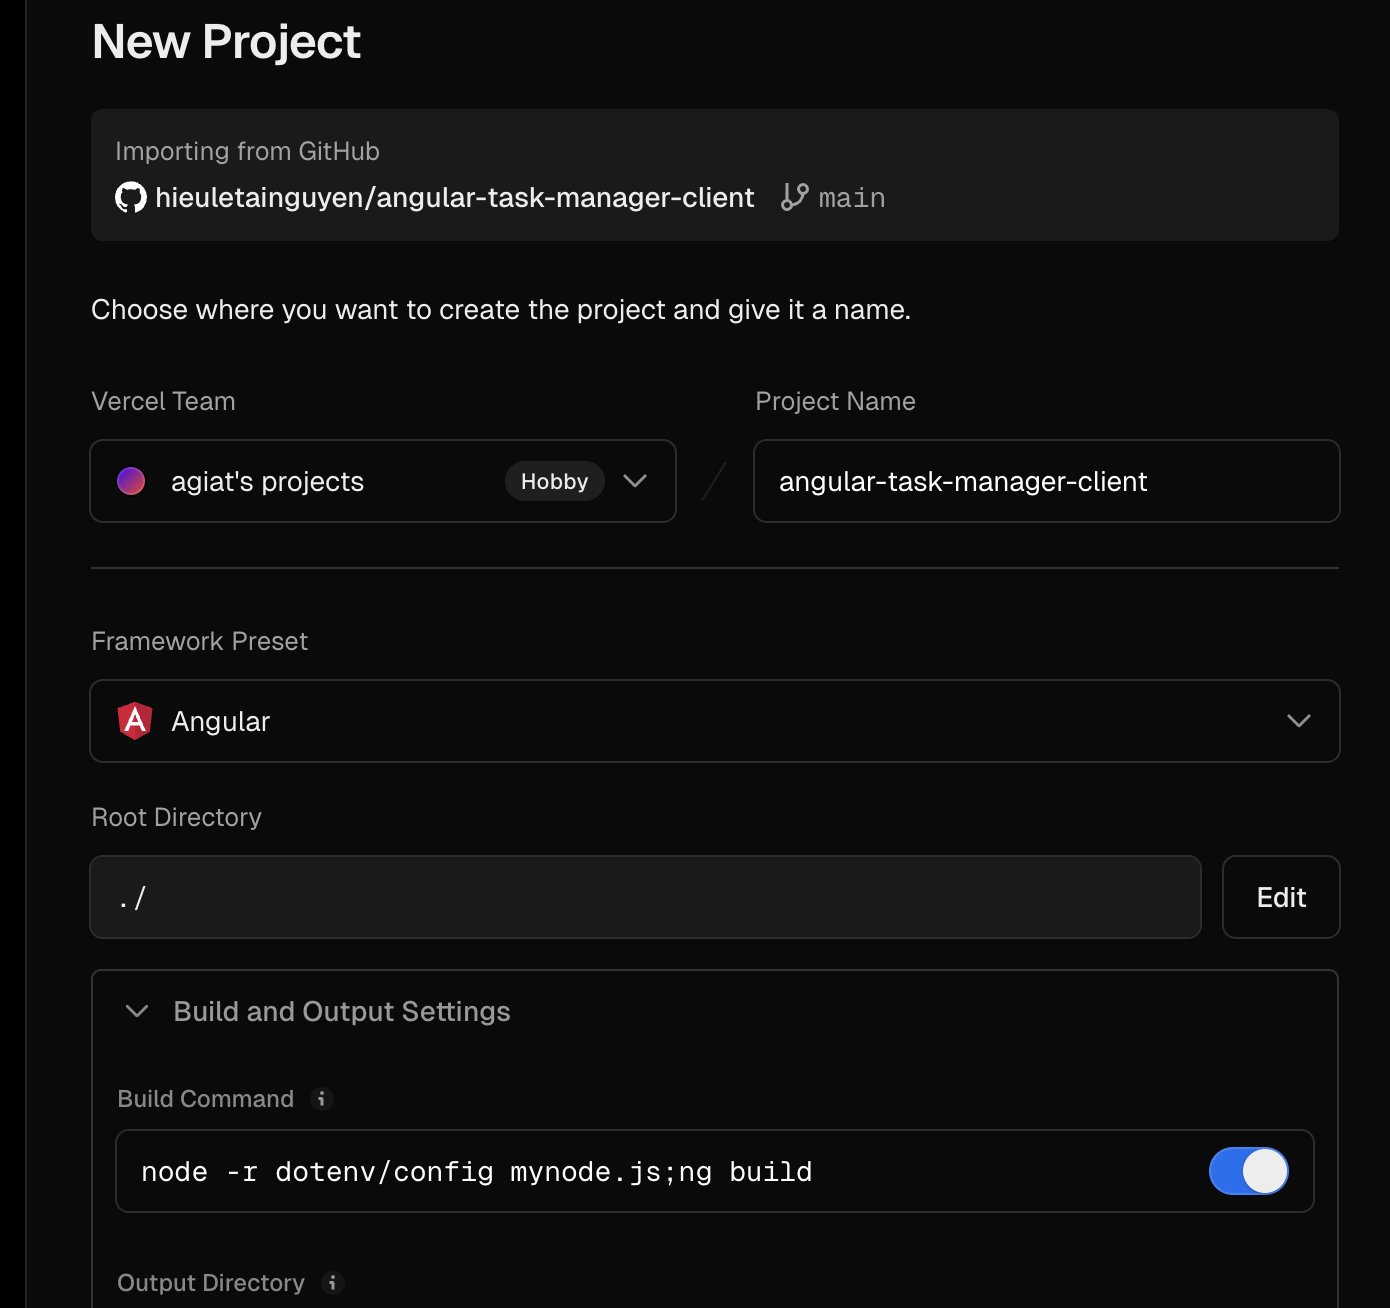 New Project
Importing from GitHub
hieuletainguyen/angular-task-manager-client main
Choose where you want to create the project and give it a name.
Vercel Team
Project Name
agiat's projects Hobby
angular-task-manager-client
Framework Preset
Angular
Root Directory
./
Edit
Build and Output Settings
Build Command
node -r dotenv/config mynode.js;ng build
Output Directory